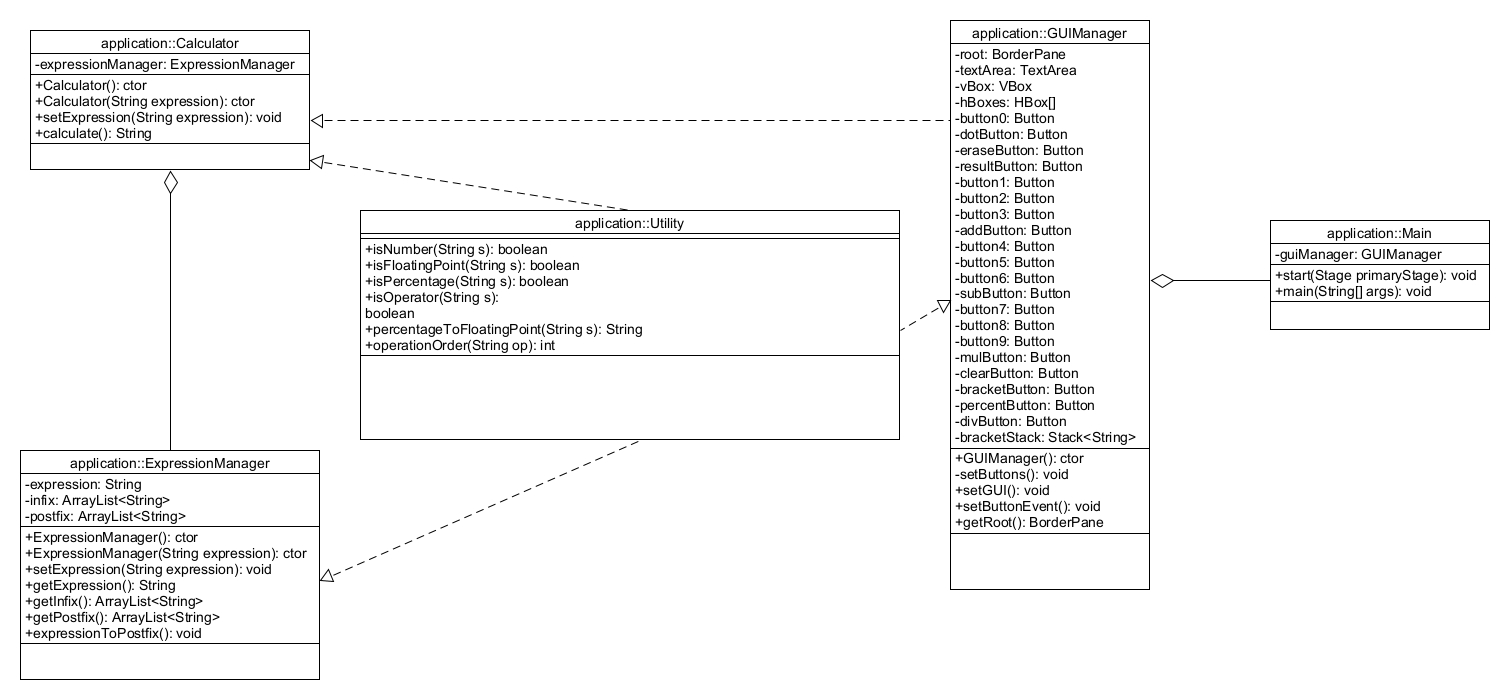 application::Calculator
-expressionManager: ExpressionManager
+Calculator(): ctor
+Calculator(String expression): ctor
+setExpression(String expression): void
+calculate(): String
application::Utility
+isNumber(String s): boolean
+isFloatingPoint(String s): boolean
+isPercentage(String s): boolean
+isOperator(String s):
boolean
+percentageToFloatingPoint(String s): String
+operationOrder(String op): int
application::ExpressionManager
-expression: String
-infix: ArrayList<String>
-postfix: ArrayList<String>
+ExpressionManager(): ctor
+ExpressionManager(String expression): ctor
+setExpression(String expression): void
+getExpression(): String
+getInfix(): ArrayList<String>
+getPostfix(): ArrayList<String>
+expressionToPostfix(): void
application::GUIManager
-root: BorderPane
-textArea: TextArea
-vBox: VBox
-hBoxes: HBox[]
-button0: Button
-dotButton: Button
-eraseButton: Button
-resultButton: Button
-button1: Button
-button2: Button
-button3: Button
-addButton: Button
-button4: Button
-button5: Button
-button6: Button
-subButton: Button
-button7: Button
-button8: Button
-button9: Button
-mulButton: Button
-clearButton: Button
-bracketButton: Button
-percentButton: Button
-divButton: Button
-bracketStack: Stack<String>
+GUIManager(): ctor
-setButtons(): void
+setGUI(): void
+setButtonEvent(): void
+getRoot(): BorderPane
application::Main
-guiManager: GUIManager
+start(Stage primaryStage): void
+main(String[] args): void